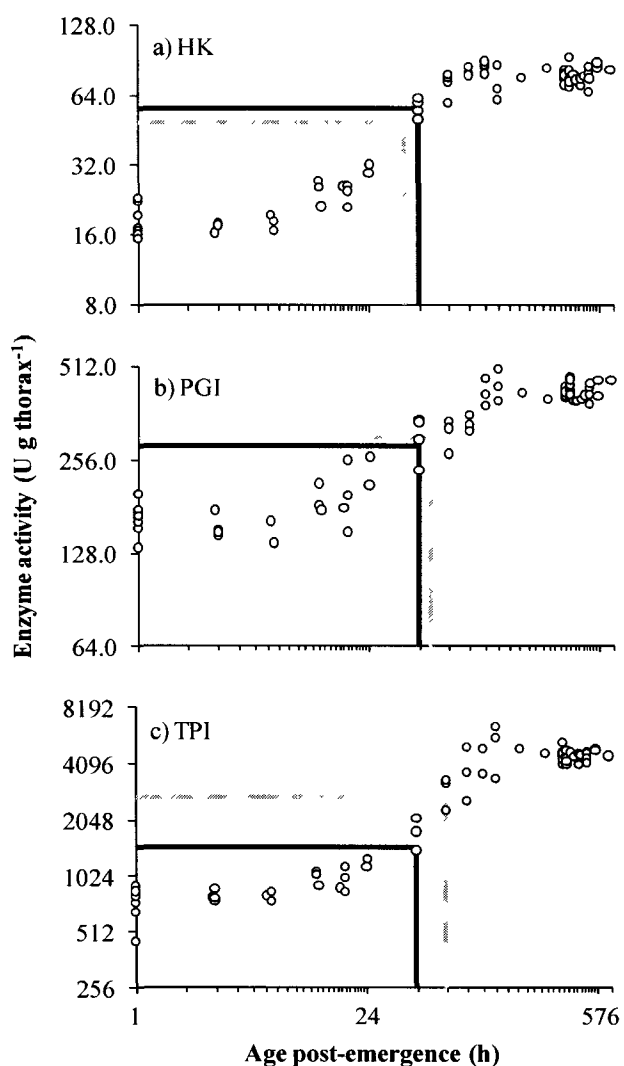 128.0
a) HK
64.0
32.0
16.0
8.0
512.0
b) PGI
256.0
128.0
64.0
8192
c) TPI
4096
2048
1024
512
256
1 24 576
Age post-emergence (h)
Enzyme activity (U g thorax⁻¹)